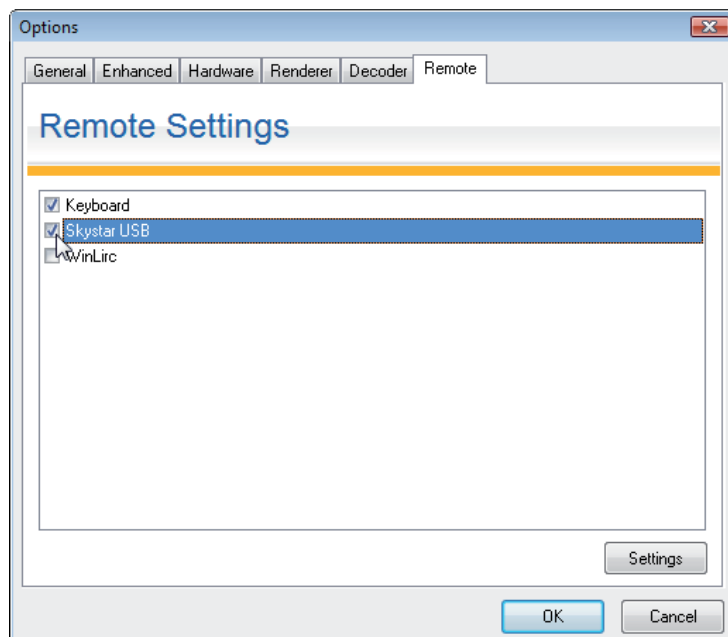 Options
General Enhanced Hardware Renderer Decoder Remote
Remote Settings
Keyboard
Skystar USB
WinLirc
Settings
OK Cancel